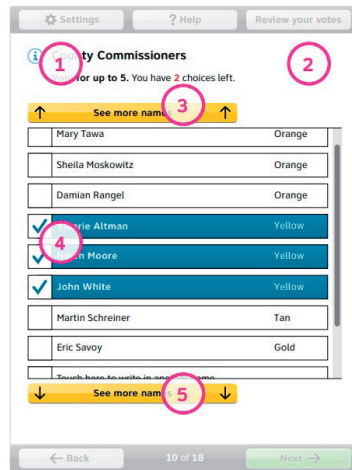 Settings
? Help
Review your votes
County Commissioners
1
2
for up to 5. You have 2 choices left.
See more names
3
Mary Tawa Orange
Sheila Moskowitz Orange
Damian Rangel Orange
Altman Yellow
4
Moore Yellow
John White Yellow
Martin Schreiner Tan
Eric Savoy Gold
Touch here to write in another name
See more names
5
← Back
10 of 18
Next →